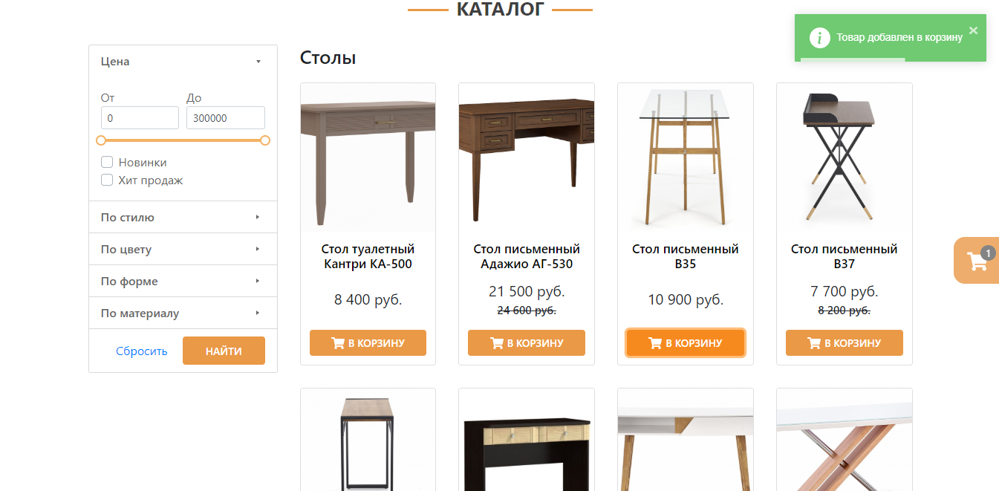 КАТАЛОГ
Товар добавлен в корзину
Цена
От
До
0
300000
Новинки
Хит продаж
По стилю
По цвету
По форме
По материалу
Сбросить
НАЙТИ
Столы
Стол туалетный
Кантри КА-500
8 400 руб.
В КОРЗИНУ
Стол письменный
Адажио АГ-530
21 500 руб.
24 600 руб.
В КОРЗИНУ
Стол письменный
B35
10 900 руб.
В КОРЗИНУ
Стол письменный
B37
7 700 руб.
8 200 руб.
В КОРЗИНУ
1